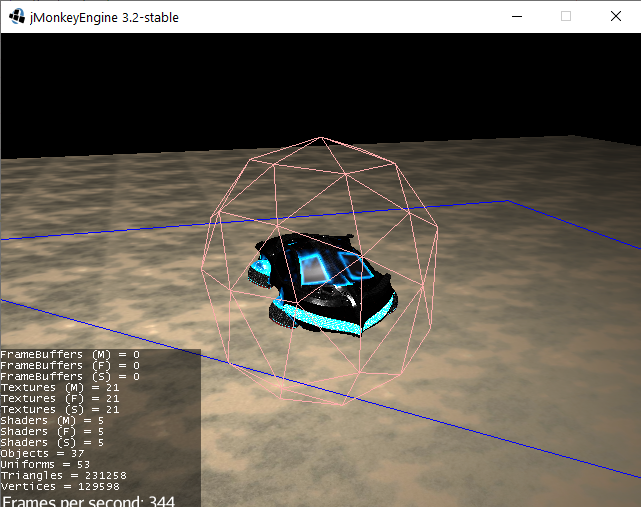 jMonkeyEngine 3.2-stable
FrameBuffers (M) = 0
FrameBuffers (F) = 0
FrameBuffers (S) = 0
Textures (M) = 21
Textures (F) = 21
Textures (S) = 21
Shaders (M) = 5
Shaders (F) = 5
Shaders (S) = 5
Objects = 37
Uniforms = 53
Triangles = 231258
Vertices = 129598
Frames per second: 344